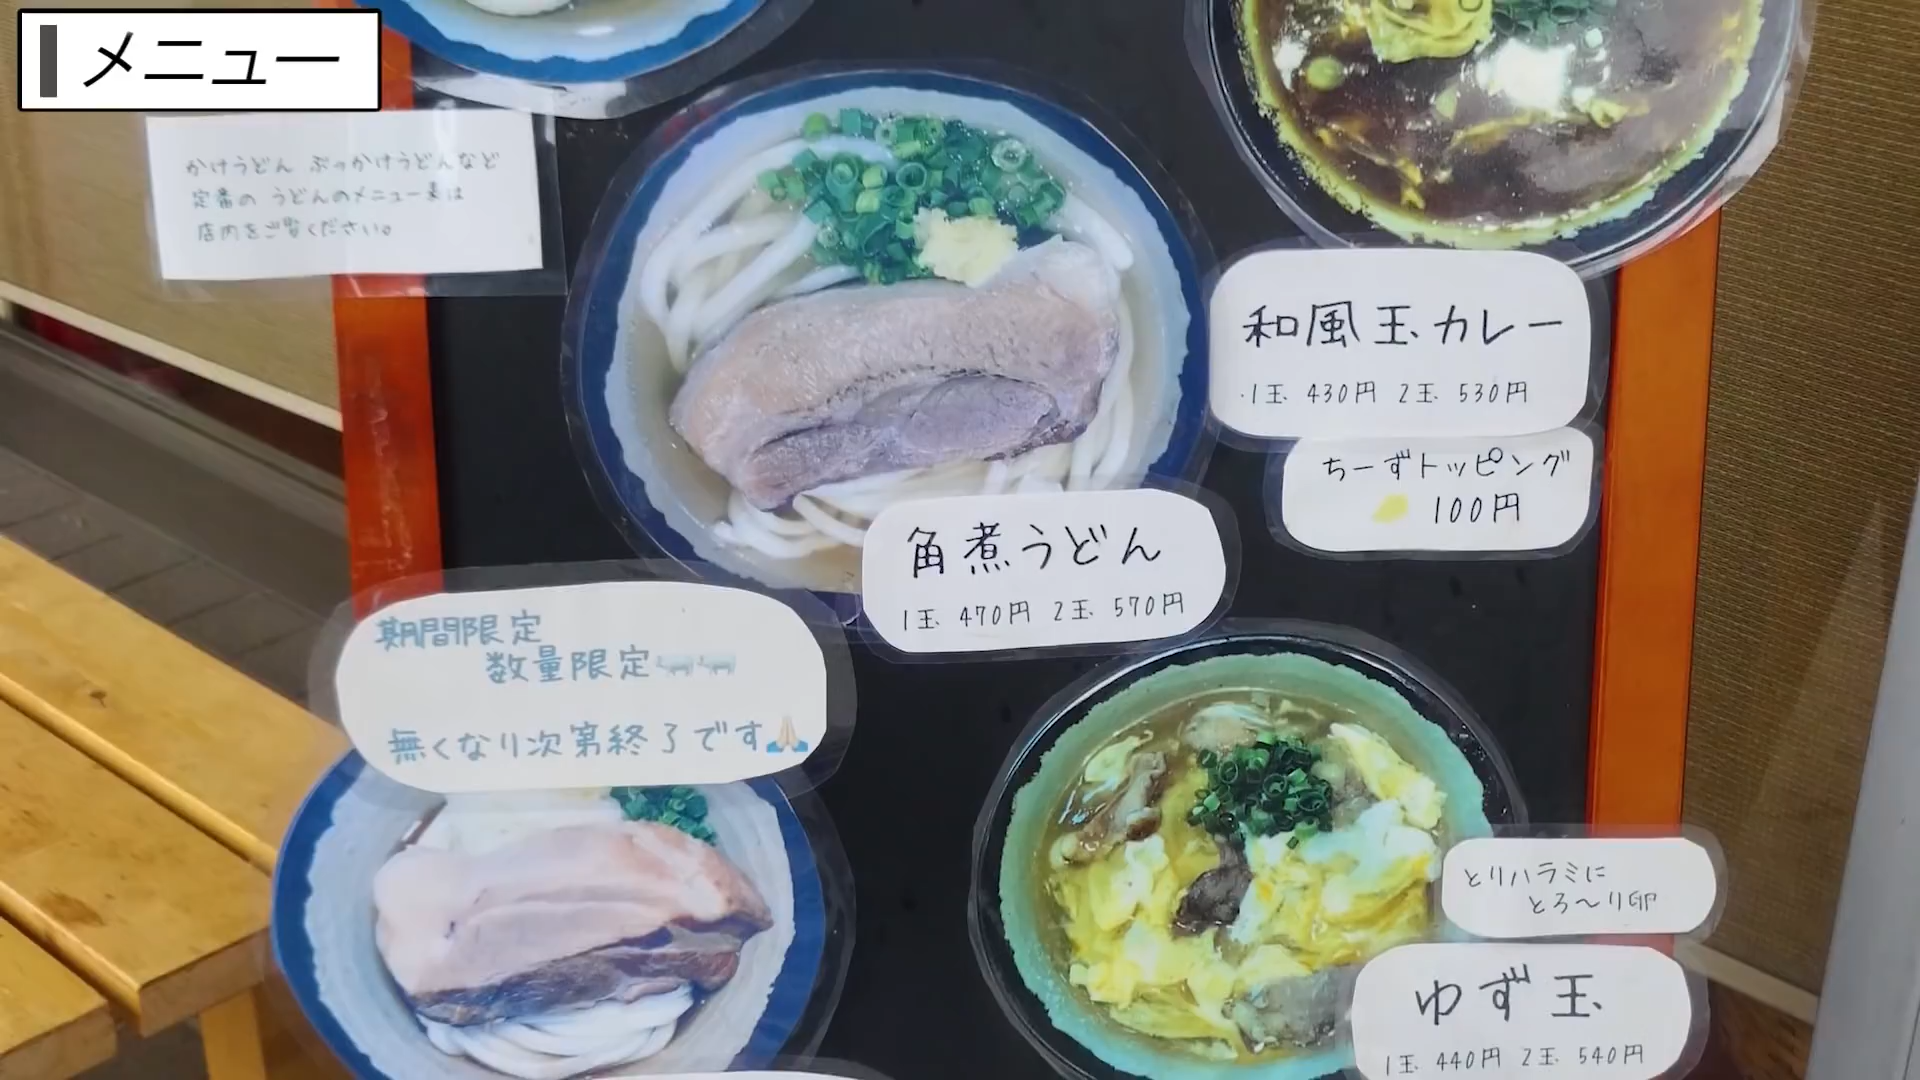 メニュー
かけうどん ぶっかけうどんなど
定番の うどんのメニュー表は
店内をご覧ください。
和風玉カレー
1玉 430円 2玉 530円
ちーずトッピング
100円
角煮うどん
1玉 470円 2玉 570円
期間限定
数量限定
無くなり次第終了です🙏🏻
とりハラミに
とろ〜り卵
ゆず玉
1玉 440円 2玉 540円